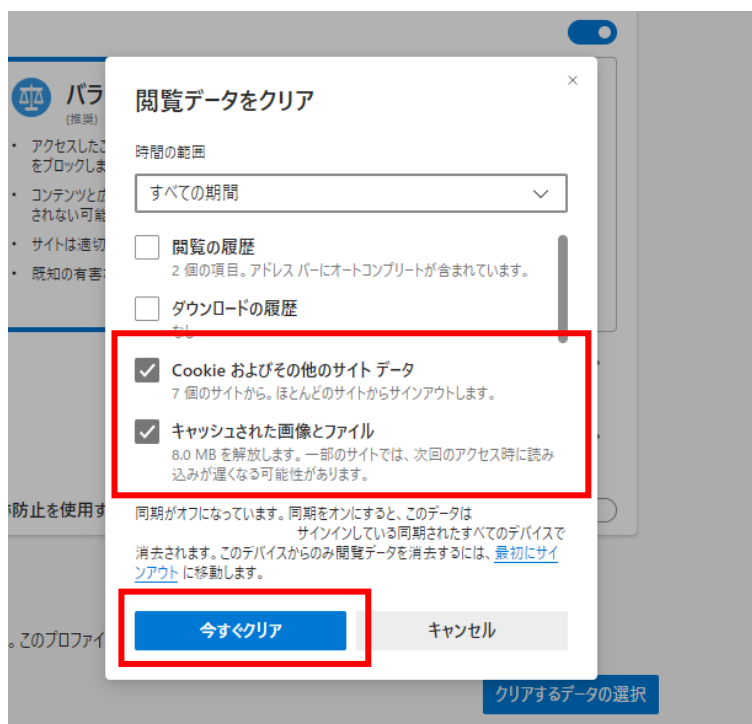 バラ
(推奨)
・ アクセスしたこ
をブロックしま
・ コンテンツと広
されない可能
・ サイトは適切
・ 既知の有害
閲覧データをクリア
×
時間の範囲
すべての期間
閲覧の履歴
2 個の項目。アドレス バーにオートコンプリートが含まれています。
ダウンロードの履歴
なし
Cookie およびその他のサイト データ
7 個のサイトから。ほとんどのサイトからサインアウトします。
キャッシュされた画像とファイル
8.0 MB を解放します。一部のサイトでは、次回のアクセス時に読み
込みが遅くなる可能性があります。
同期がオフになっています。同期をオンにすると、このデータは
サインインしている同期されたすべてのデバイスで
消去されます。このデバイスからのみ閲覧データを消去するには、最初にサイ
ンアウト に移動します。
今すぐクリア
キャンセル
防止を使用す
。このプロファイ
クリアするデータの選択